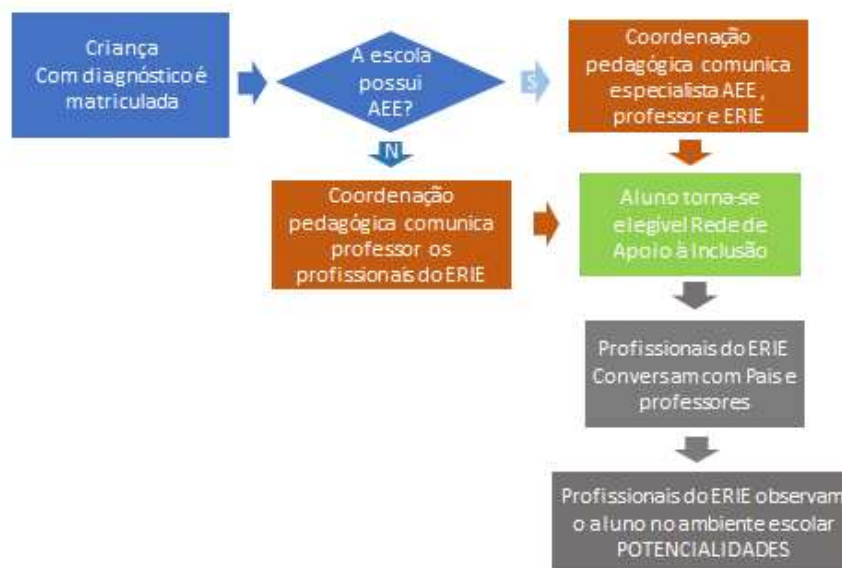 Criança
Com diagnóstico é
matriculada
A escola
possui
AEE?
S
Coordenação
pedagógica comunica
especialista AEE ,
professor e ERIE
N
Coordenação
pedagógica comunica
professor os
profissionais do ERIE
Aluno torna-se
elegível Rede de
Apoio à Inclusão
Profissionais do ERIE
Conversam com Pais e
professores
Profissionais do ERIE observam
o aluno no ambiente escolar
POTENCIALIDADES